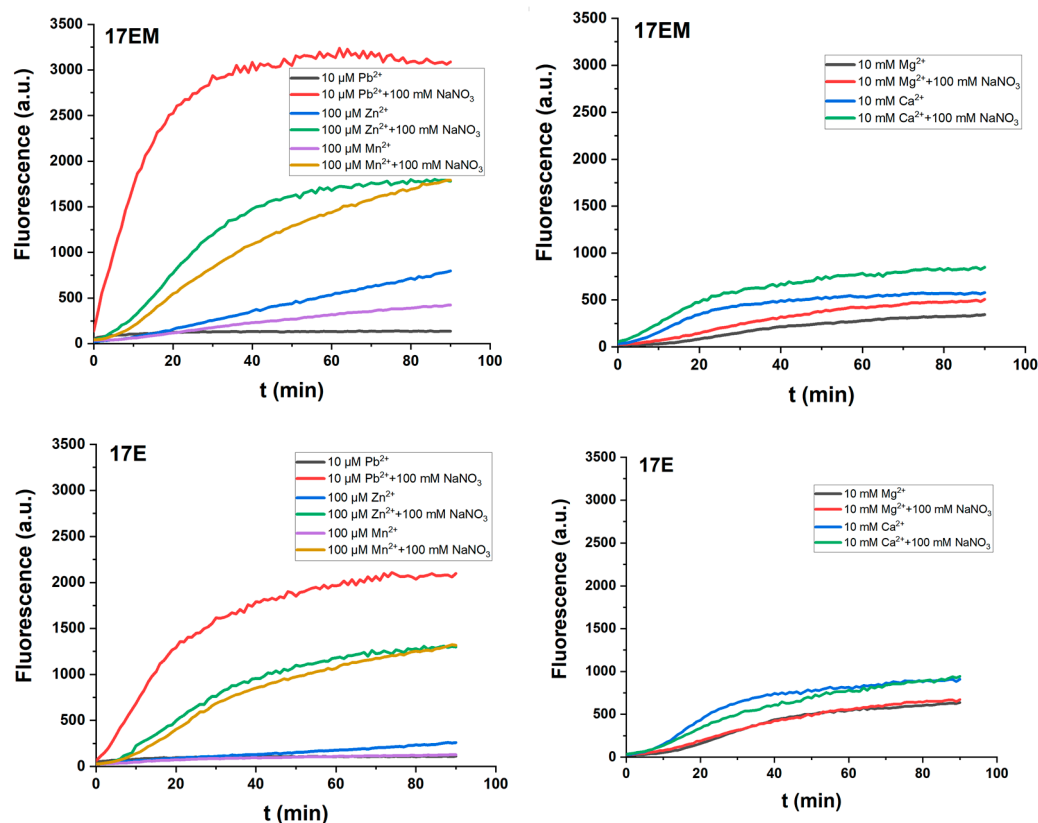 17EM
Fluorescence (a.u.)
3500
3000
2500
2000
1500
1000
500
0
10 µM Pb²⁺
10 µM Pb²⁺+100 mM NaNO₃
100 µM Zn²⁺
100 µM Zn²⁺+100 mM NaNO₃
100 µM Mn²⁺
100 µM Mn²⁺+100 mM NaNO₃
0 20 40 60 80 100
t (min)
17EM
Fluorescence (a.u.)
3500
3000
2500
2000
1500
1000
500
0
10 mM Mg²⁺
10 mM Mg²⁺+100 mM NaNO₃
10 mM Ca²⁺
10 mM Ca²⁺+100 mM NaNO₃
0 20 40 60 80 100
t (min)
17E
Fluorescence (a.u.)
3500
3000
2500
2000
1500
1000
500
0
10 µM Pb²⁺
10 µM Pb²⁺+100 mM NaNO₃
100 µM Zn²⁺
100 µM Zn²⁺+100 mM NaNO₃
100 µM Mn²⁺
100 µM Mn²⁺+100 mM NaNO₃
0 20 40 60 80 100
t (min)
17E
Fluorescence (a.u.)
3500
3000
2500
2000
1500
1000
500
0
10 mM Mg²⁺
10 mM Mg²⁺+100 mM NaNO₃
10 mM Ca²⁺
10 mM Ca²⁺+100 mM NaNO₃
0 20 40 60 80 100
t (min)